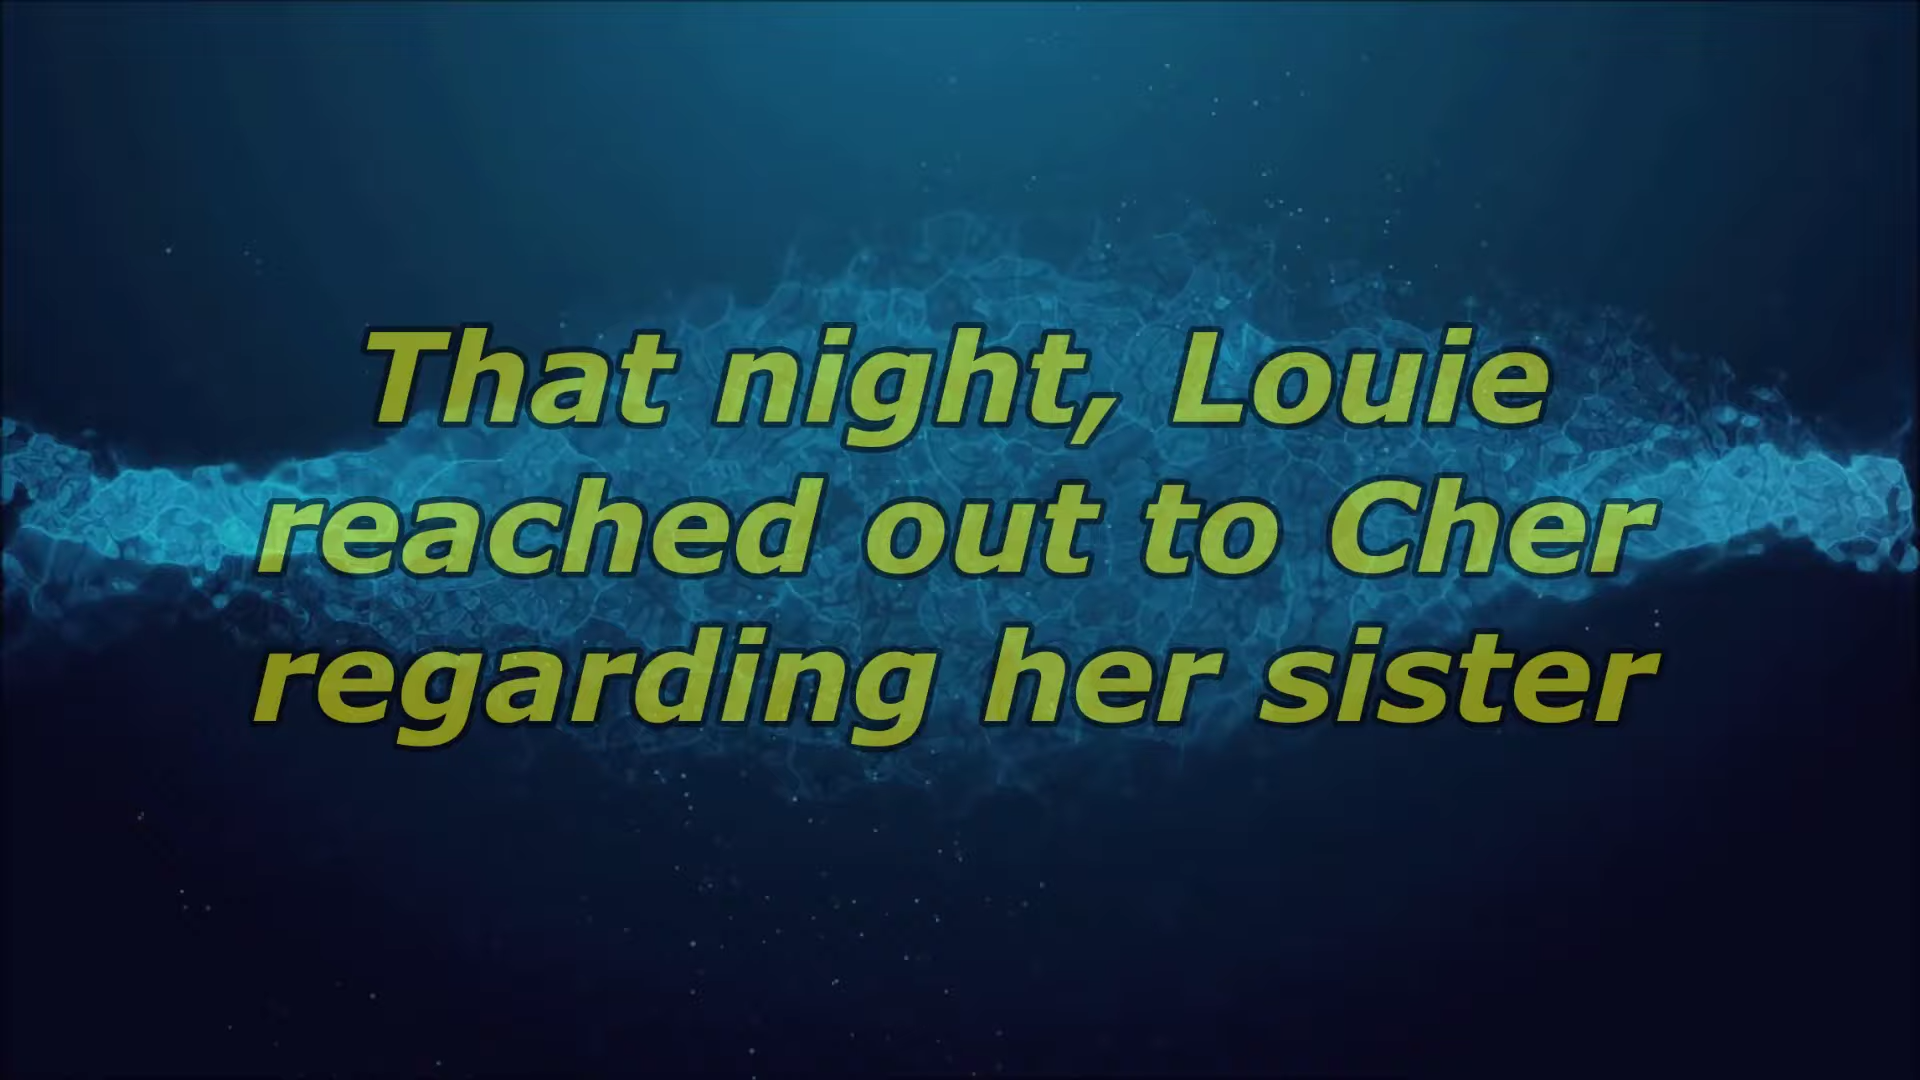 That night, Louie
reached out to Cher
regarding her sister